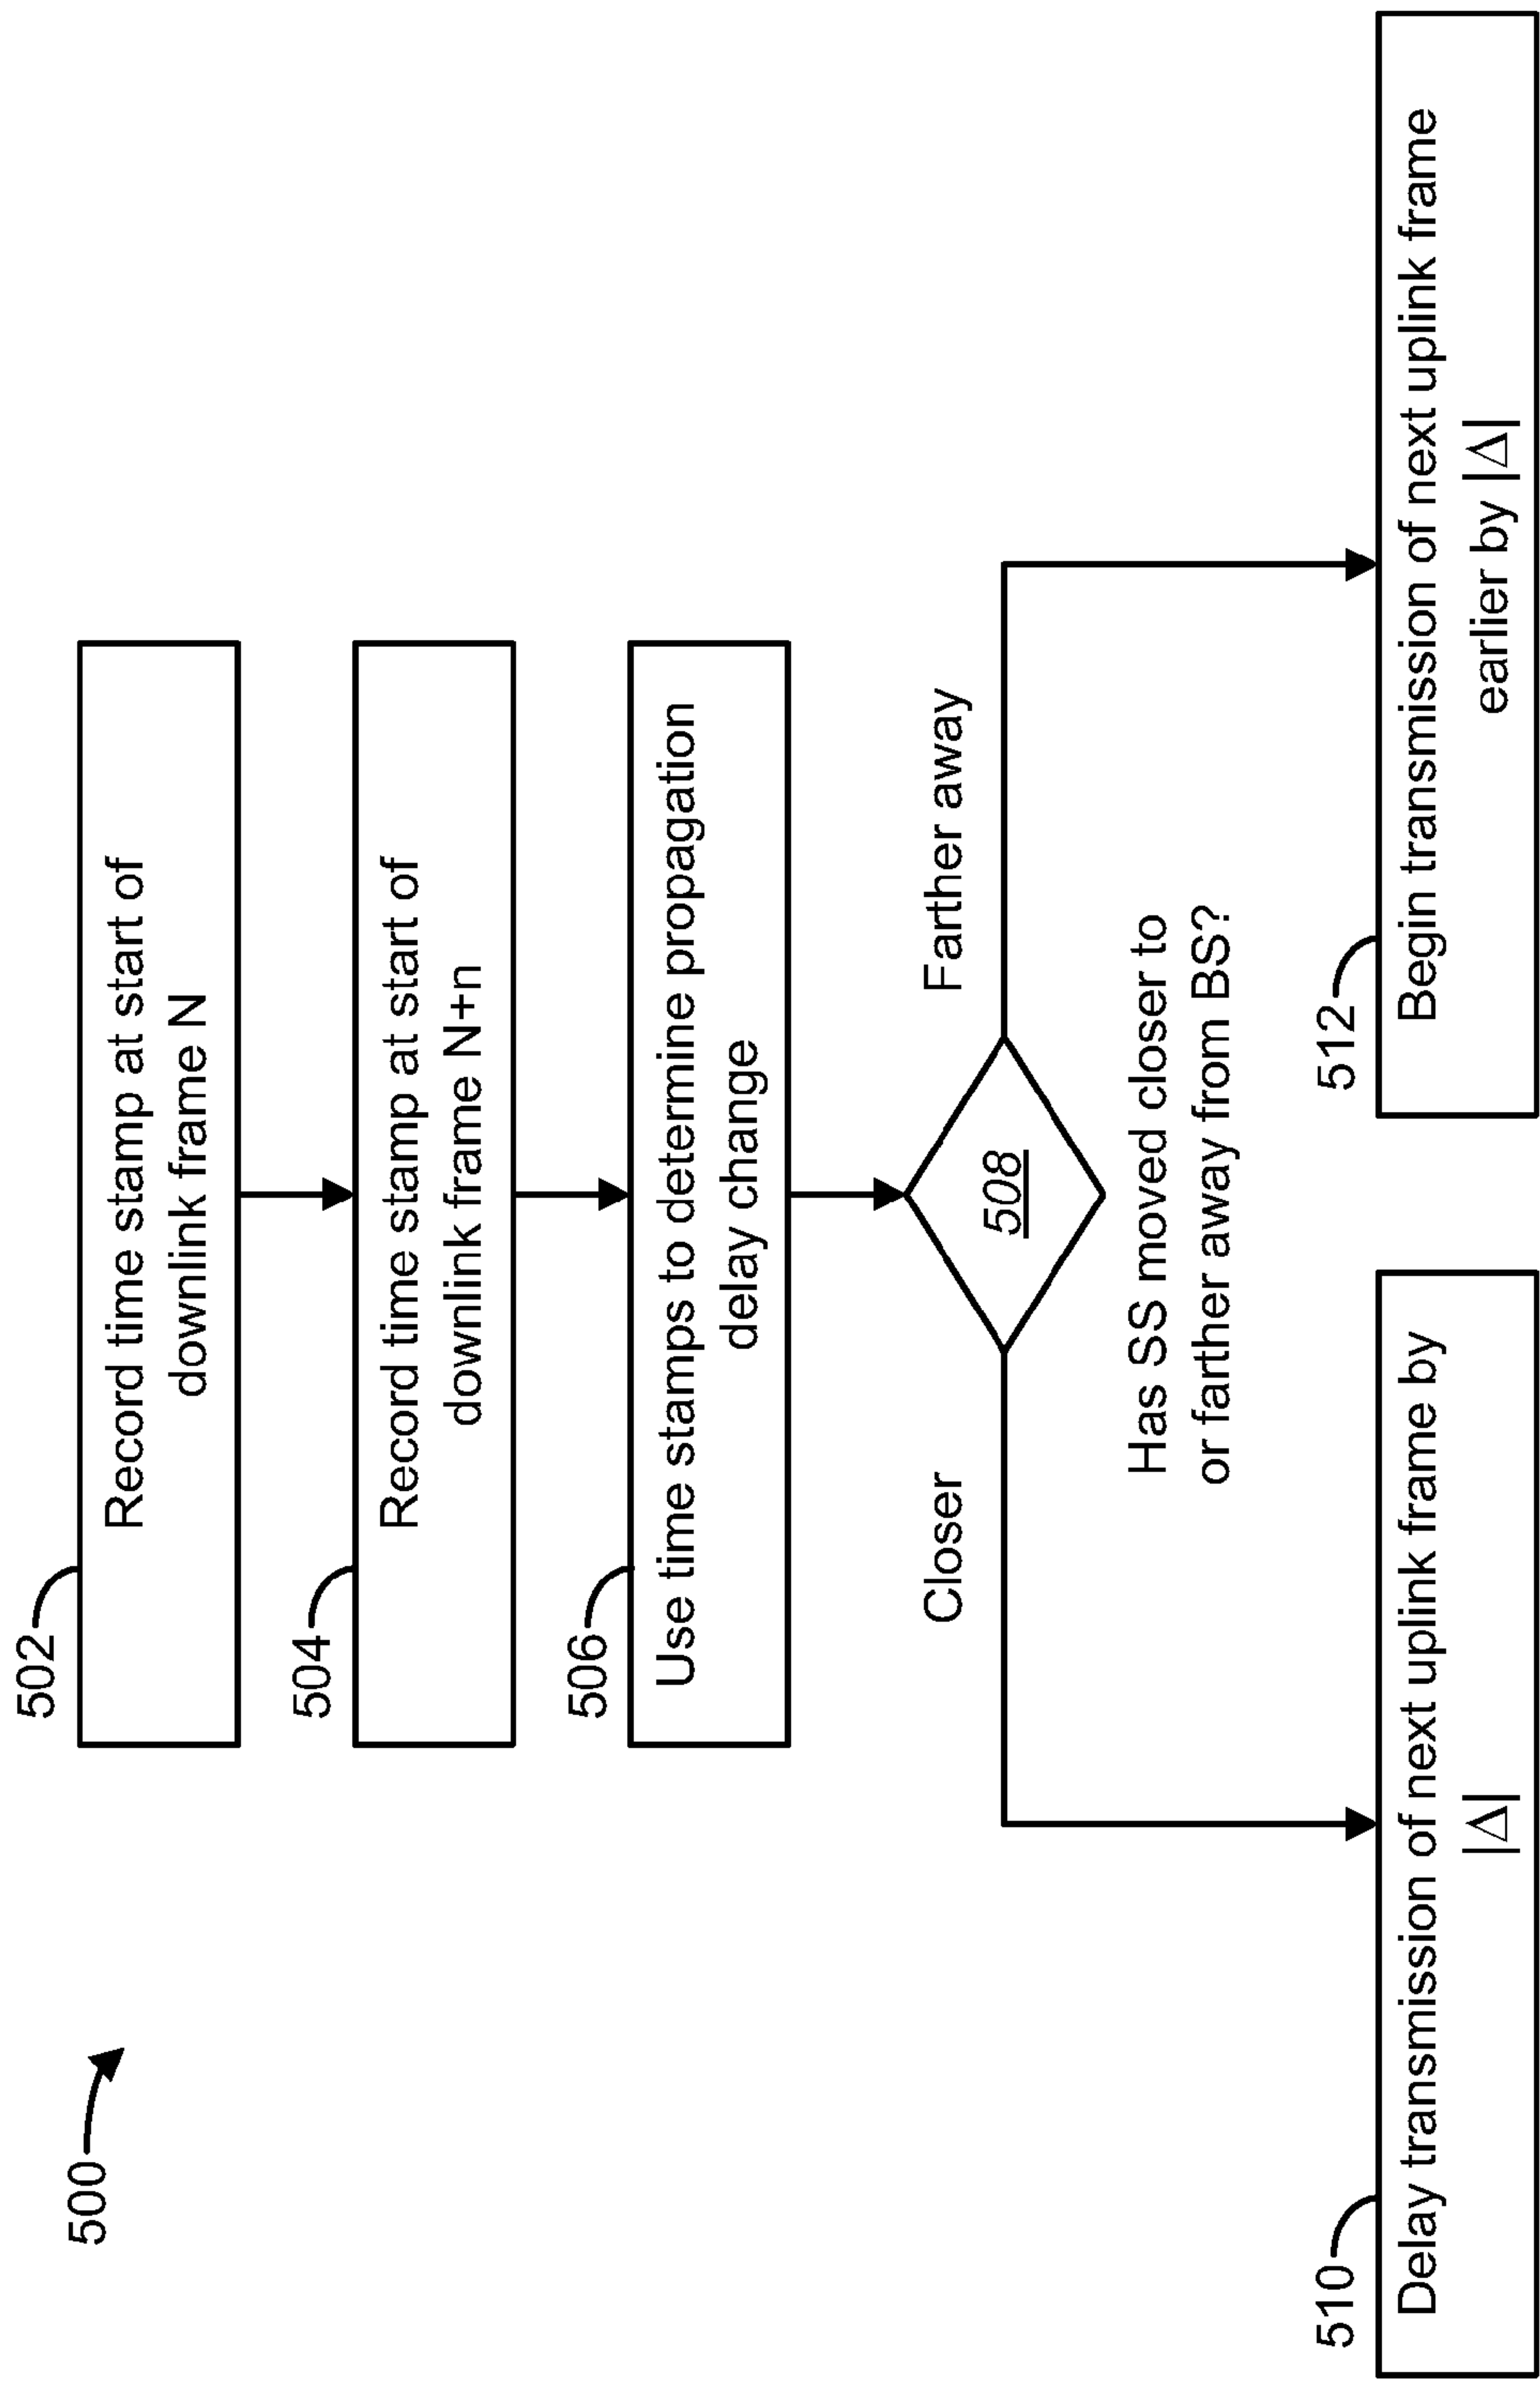 500
502
Record time stamp at start of
downlink frame N
504
Record time stamp at start of
downlink frame N+n
506
Use time stamps to determine propagation
delay change
Closer
508
Farther away
Has SS moved closer to
or farther away from BS?
510
Delay transmission of next uplink frame by
|Δ|
512
Begin transmission of next uplink frame
earlier by |Δ|